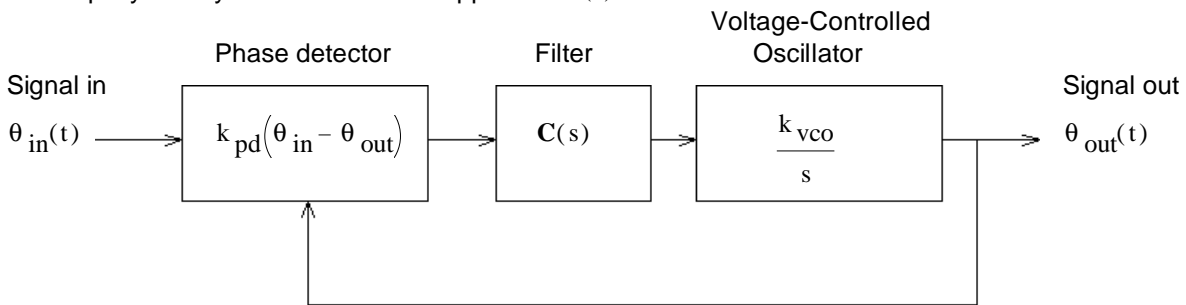 Voltage-Controlled
Phase detector Filter Oscillator
Signal in Signal out
θ in(t) k pd(θ in − θ out) C(s) k vco / s θ out(t)